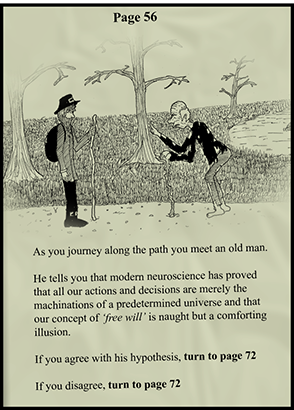 Page 56
As you journey along the path you meet an old man.
He tells you that modern neuroscience has proved
that all our actions and decisions are merely the
machinations of a predetermined universe and that
our concept of 'free will' is naught but a comforting
illusion.
If you agree with his hypothesis, turn to page 72
If you disagree, turn to page 72